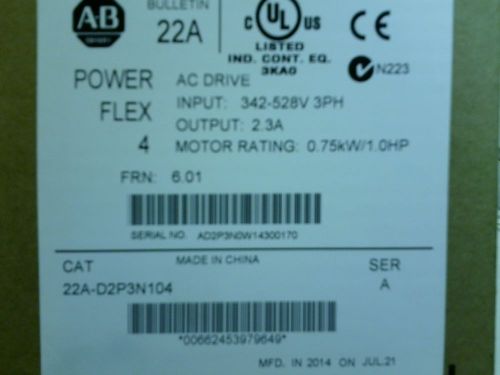 AB
BULLETIN
22A
C UL US
LISTED
IND. CONT. EQ.
3KA0
CE
N223
POWER
FLEX
4
AC DRIVE
INPUT: 342-528V 3PH
OUTPUT: 2.3A
MOTOR RATING: 0.75kW/1.0HP
FRN: 6.01
SERIAL NO. AD2P3N0W14300170
MADE IN CHINA
CAT
SER
22A-D2P3N104
A
*00662453979649*
MFD. IN 2014 ON JUL.21